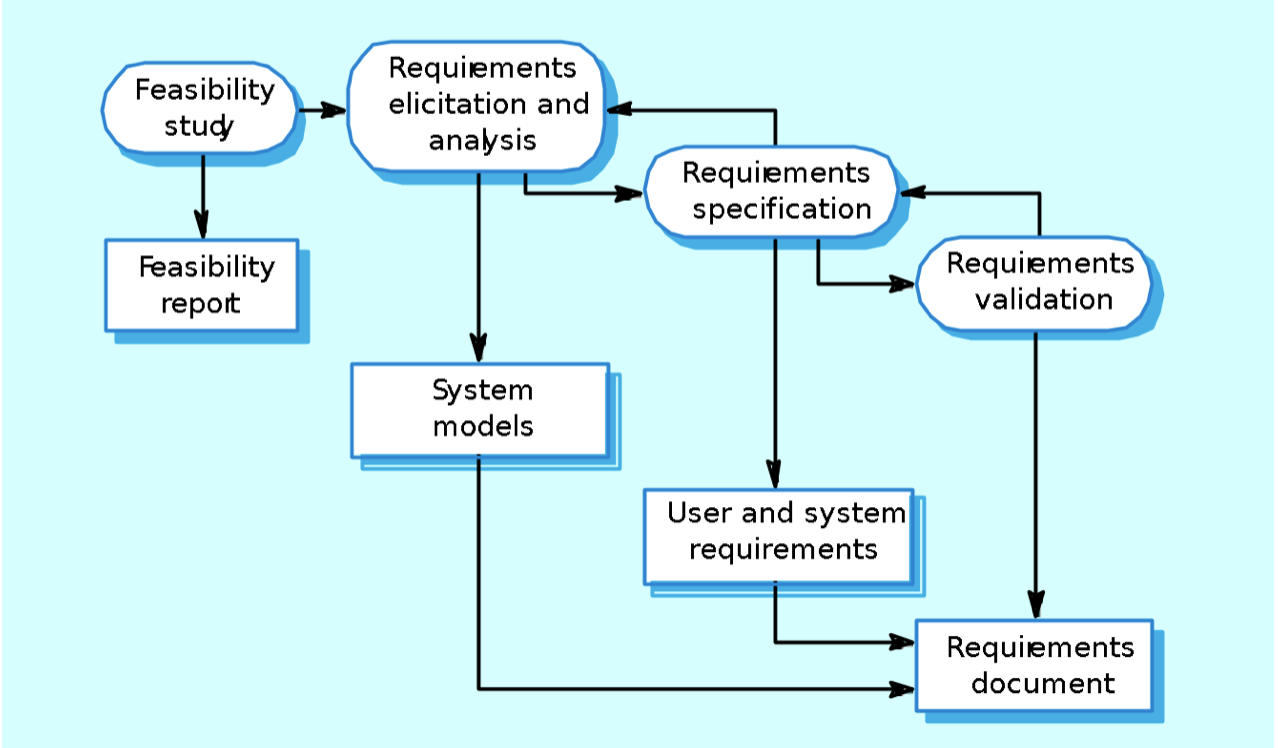 Feasibility
study
Requirements
elicitation and
analysis
Requirements
specification
Requirements
validation
Feasibility
report
System
models
User and system
requirements
Requirements
document